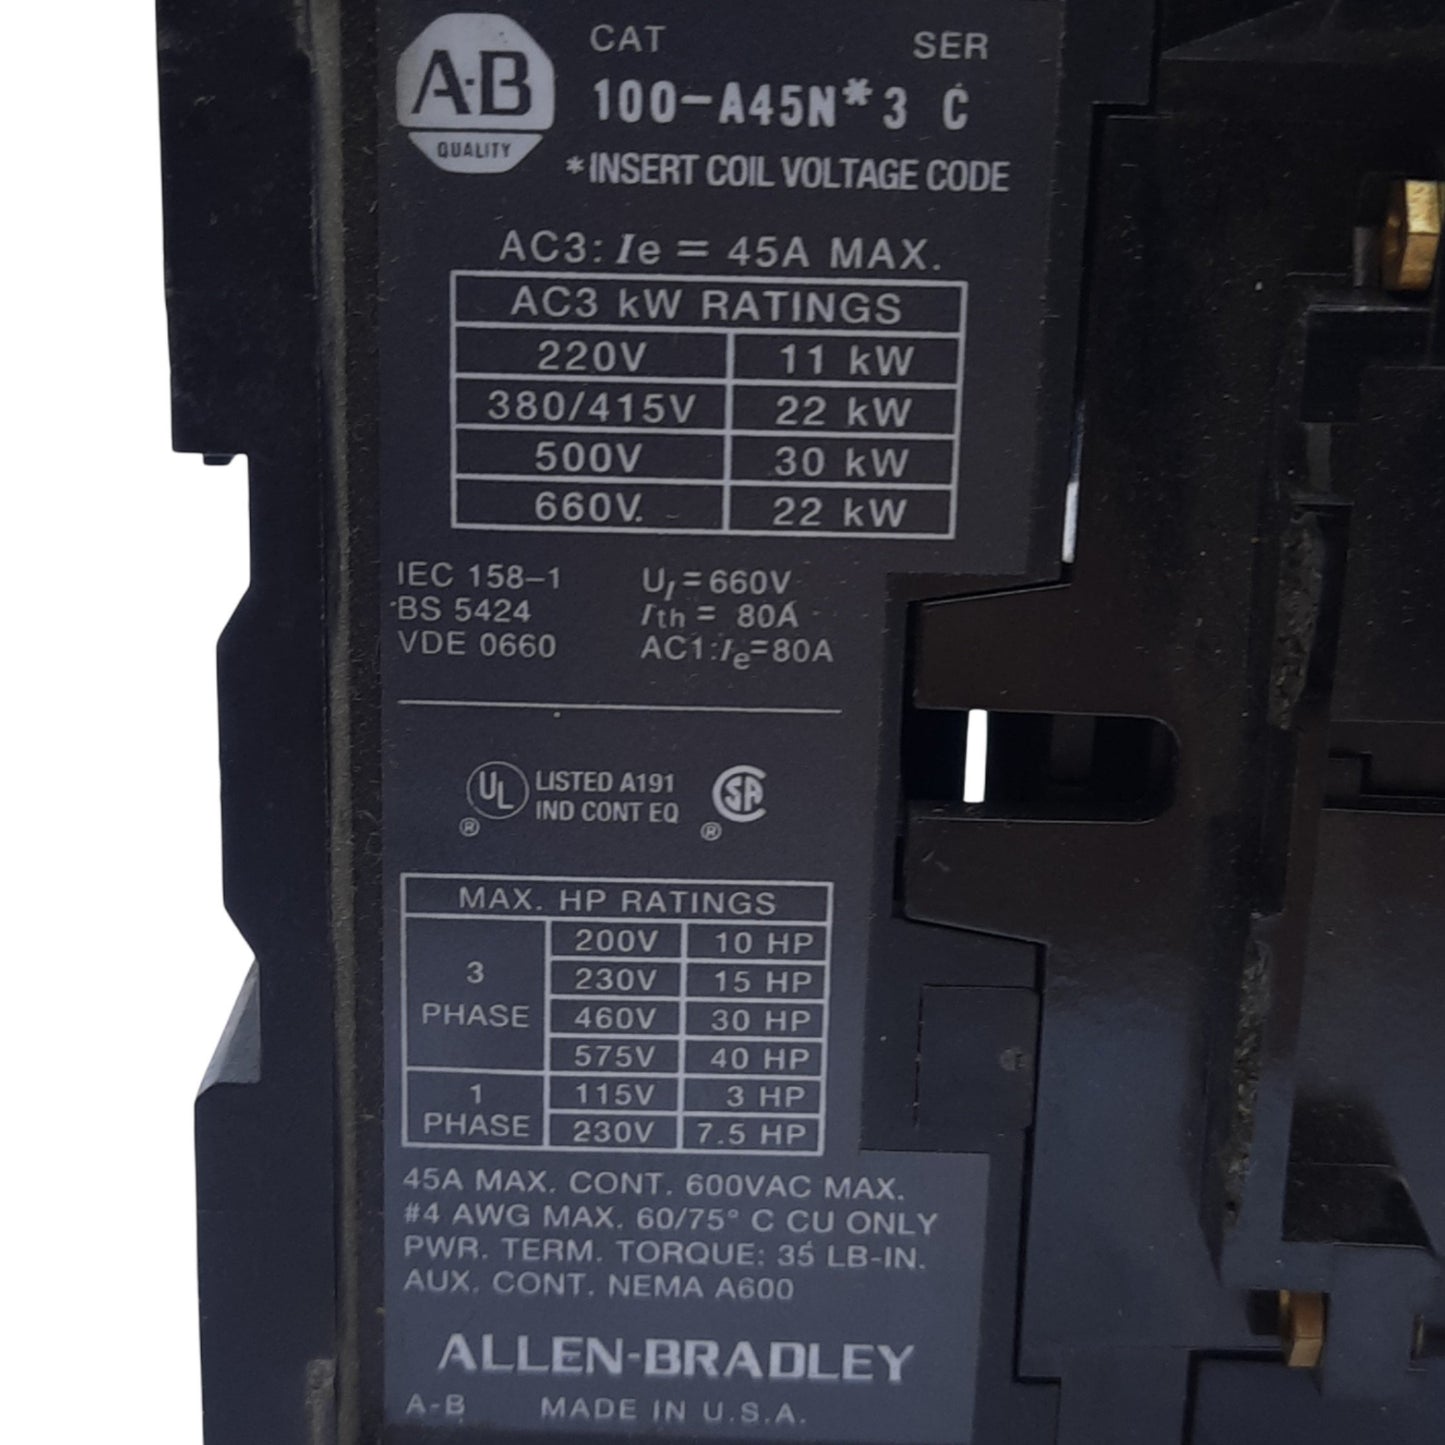 A·B
QUALITY
CAT SER
100-A45N*3 C
*INSERT COIL VOLTAGE CODE
AC3: Ie = 45A MAX.
AC3 kW RATINGS
220V 11 kW
380/415V 22 kW
500V 30 kW
660V 22 kW
IEC 158-1 Ui=660V
BS 5424 Ith = 80A
VDE 0660 AC1:Ie=80A
UL LISTED A191
IND CONT EQ
® SA ®
MAX. HP RATINGS
3 PHASE 200V 10 HP
230V 15 HP
460V 30 HP
575V 40 HP
1 PHASE 115V 3 HP
230V 7.5 HP
45A MAX. CONT. 600VAC MAX.
#4 AWG MAX. 60/75° C CU ONLY
PWR. TERM. TORQUE: 35 LB-IN.
AUX. CONT. NEMA A600
ALLEN-BRADLEY
A-B MADE IN U.S.A.